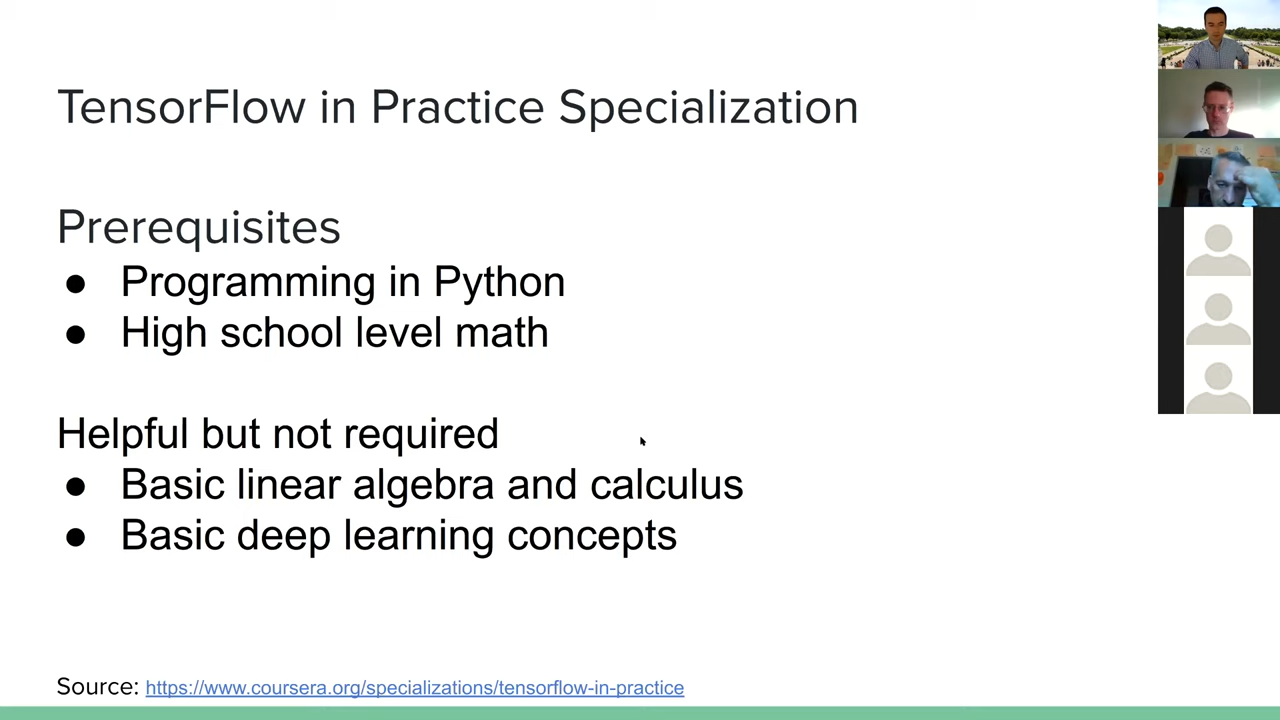 TensorFlow in Practice Specialization
Prerequisites
● Programming in Python
● High school level math
Helpful but not required
● Basic linear algebra and calculus
● Basic deep learning concepts
Source: https://www.coursera.org/specializations/tensorflow-in-practice